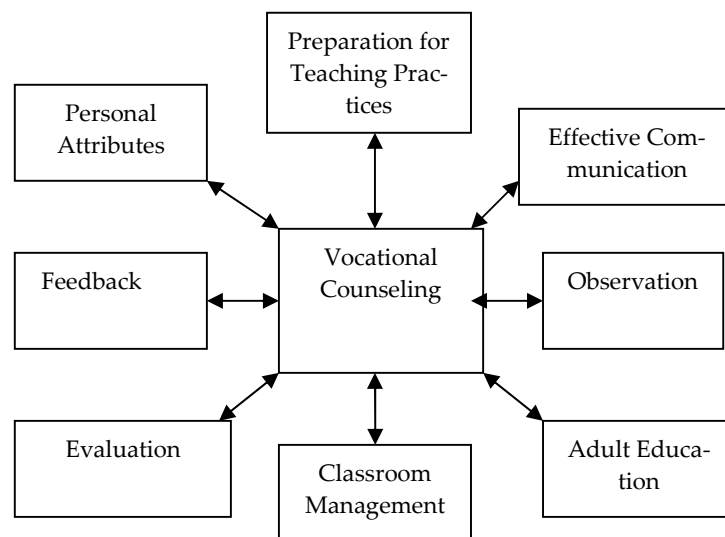 Preparation for
Teaching Prac-
tices
Personal
Attributes
Effective Com-
munication
Vocational
Counseling
Feedback
Observation
Evaluation
Classroom
Management
Adult Educa-
tion